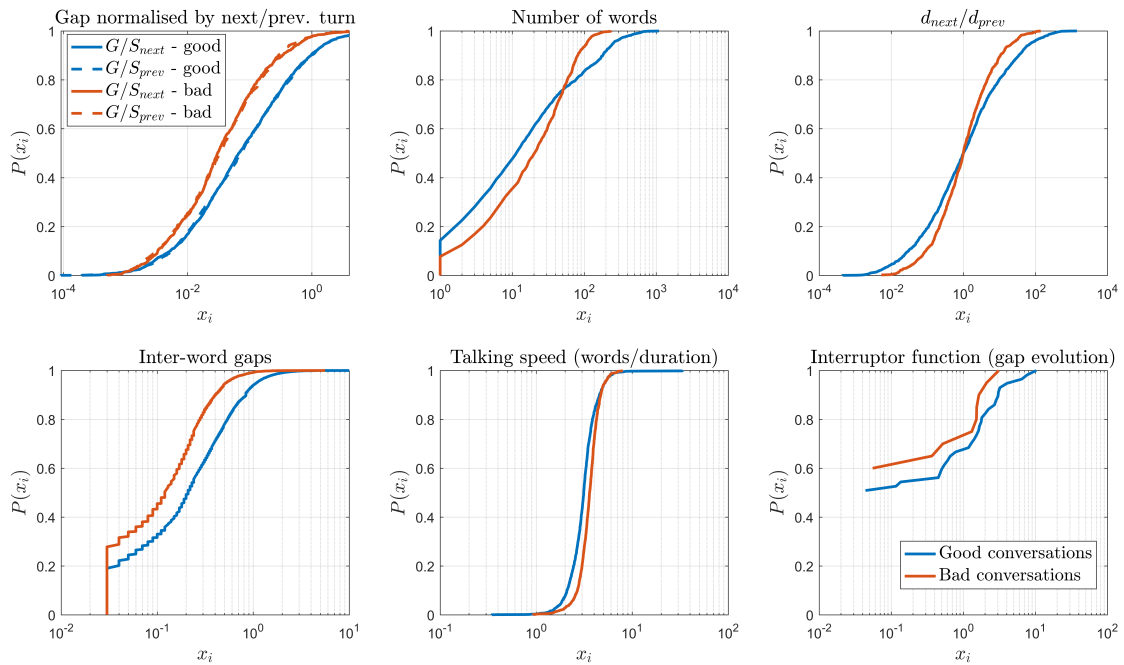 Gap normalised by next/prev. turn
G/S_next - good
G/S_prev - good
G/S_next - bad
G/S_prev - bad
P(x_i)
1
0.8
0.6
0.4
0.2
0
10^-4
10^-2
10^0
x_i
Number of words
P(x_i)
1
0.8
0.6
0.4
0.2
0
10^0
10^1
10^2
10^3
10^4
x_i
d_next/d_prev
P(x_i)
1
0.8
0.6
0.4
0.2
0
10^-4
10^-2
10^0
10^2
10^4
x_i
Inter-word gaps
P(x_i)
1
0.8
0.6
0.4
0.2
0
10^-2
10^-1
10^0
10^1
x_i
Talking speed (words/duration)
P(x_i)
1
0.8
0.6
0.4
0.2
0
10^-1
10^0
10^1
10^2
x_i
Interruptor function (gap evolution)
P(x_i)
1
0.8
0.6
0.4
0.2
0
Good conversations
Bad conversations
10^-2
10^-1
10^0
10^1
10^2
x_i